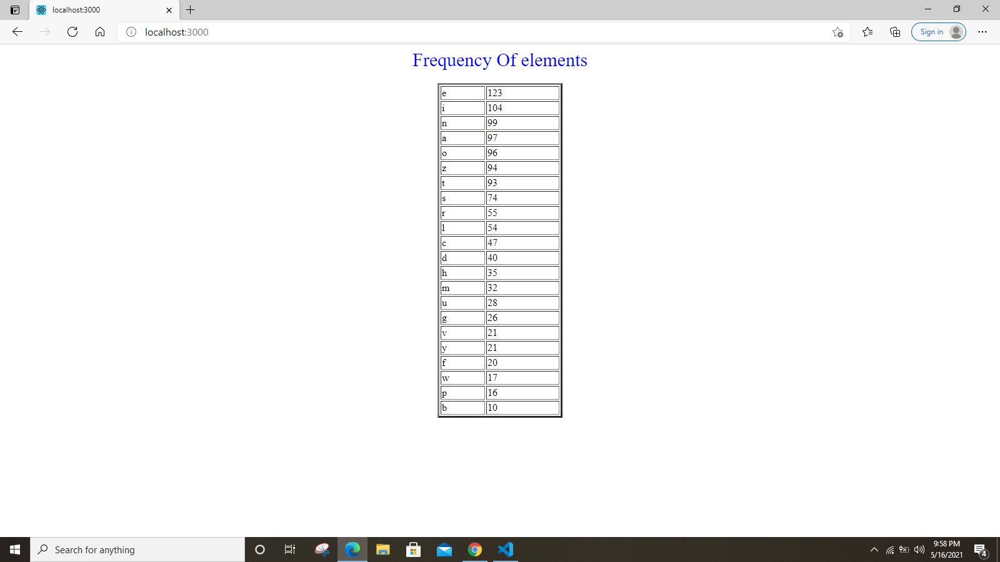 localhost:3000
localhost:3000
Sign in
Frequency Of elements
e 123
i 104
n 99
a 97
o 96
z 94
t 93
s 74
r 55
l 54
c 47
d 40
h 35
m 32
u 28
g 26
v 21
y 21
f 20
w 17
p 16
b 10
Search for anything
9:58 PM
5/16/2021
4